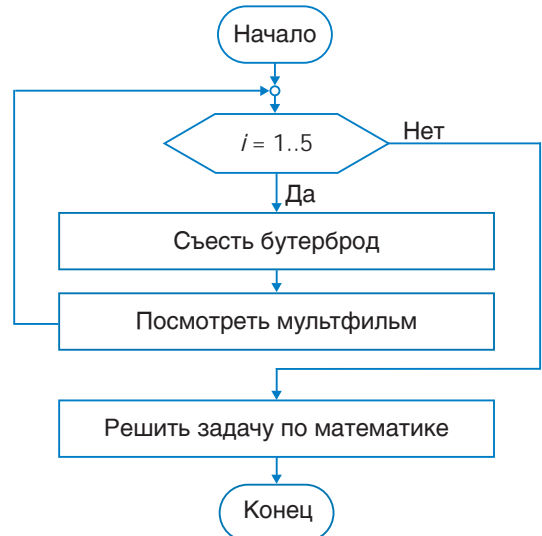 Начало
i = 1..5
Нет
Да
Съесть бутерброд
Посмотреть мультфильм
Решить задачу по математике
Конец